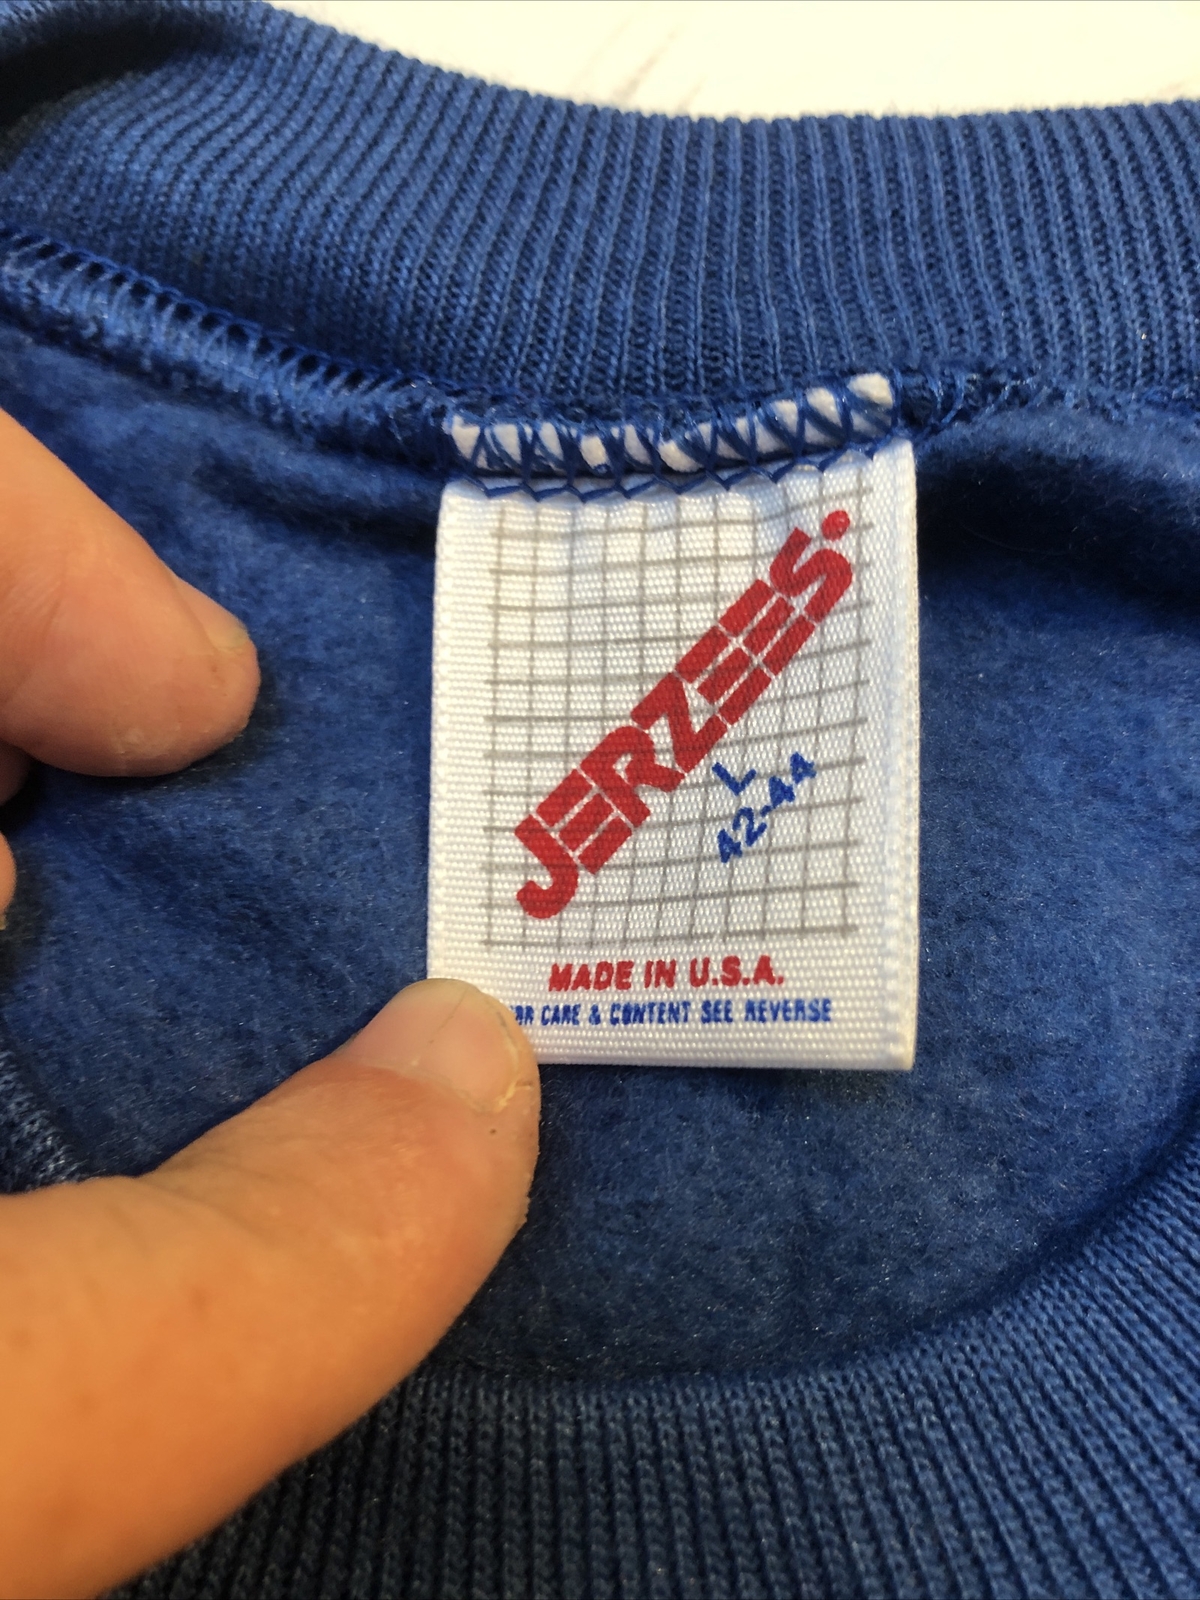 JERZEES.
L
42-44
MADE IN U.S.A.
CARE & CONTENT SEE REVERSE